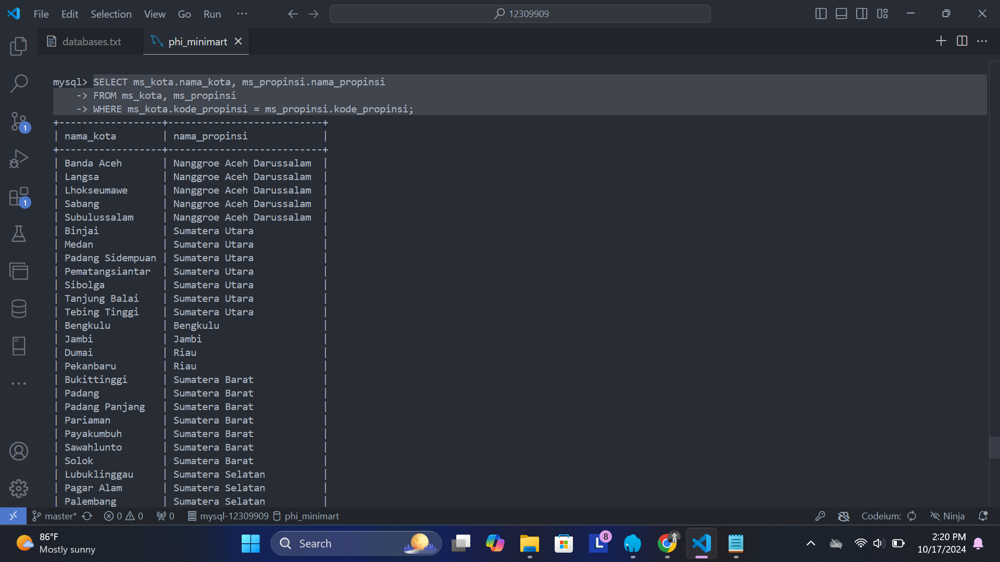 File Edit Selection View Go Run ··· 12309909
databases.txt phi_minimart
mysql> SELECT ms_kota.nama_kota, ms_propinsi.nama_propinsi
-> FROM ms_kota, ms_propinsi
-> WHERE ms_kota.kode_propinsi = ms_propinsi.kode_propinsi;
+------------------+---------------------------+
| nama_kota | nama_propinsi |
+------------------+---------------------------+
| Banda Aceh | Nanggroe Aceh Darussalam |
| Langsa | Nanggroe Aceh Darussalam |
| Lhokseumawe | Nanggroe Aceh Darussalam |
| Sabang | Nanggroe Aceh Darussalam |
| Subulussalam | Nanggroe Aceh Darussalam |
| Binjai | Sumatera Utara |
| Medan | Sumatera Utara |
| Padang Sidempuan | Sumatera Utara |
| Pematangsiantar | Sumatera Utara |
| Sibolga | Sumatera Utara |
| Tanjung Balai | Sumatera Utara |
| Tebing Tinggi | Sumatera Utara |
| Bengkulu | Bengkulu |
| Jambi | Jambi |
| Dumai | Riau |
| Pekanbaru | Riau |
| Bukittinggi | Sumatera Barat |
| Padang | Sumatera Barat |
| Padang Panjang | Sumatera Barat |
| Pariaman | Sumatera Barat |
| Payakumbuh | Sumatera Barat |
| Sawahlunto | Sumatera Barat |
| Solok | Sumatera Barat |
| Lubuklinggau | Sumatera Selatan |
| Pagar Alam | Sumatera Selatan |
| Palembang | Sumatera Selatan |
1
1
master* 0 0 0 mysql-12309909 phi_minimart Codeium: Ninja
86°F
Mostly sunny
Search
L 8
2:20 PM
10/17/2024